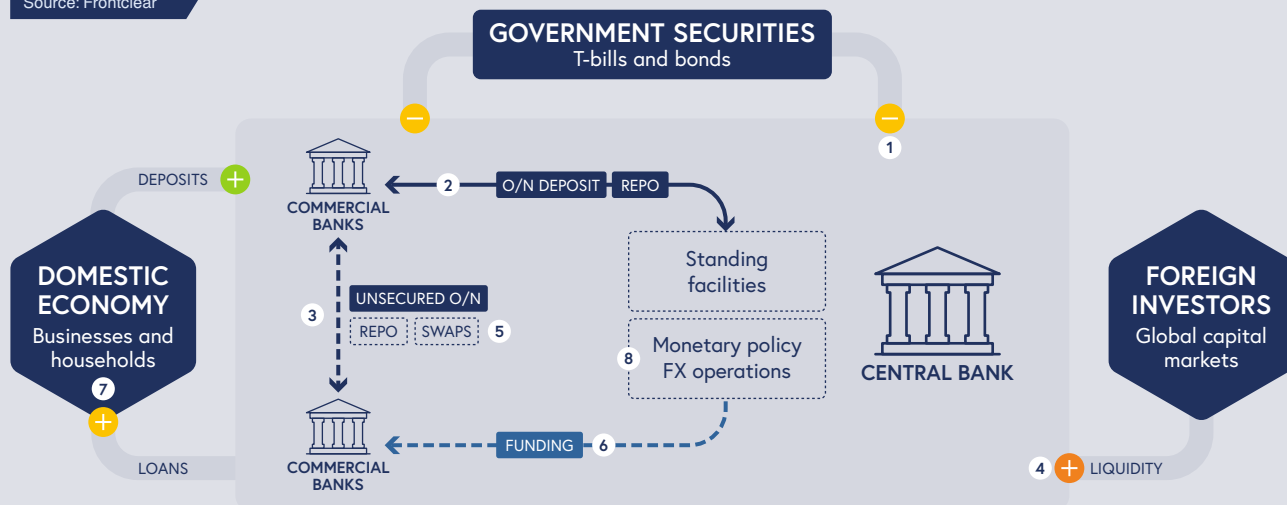 Source: Frontclear
GOVERNMENT SECURITIES
T-bills and bonds
1
DEPOSITS
COMMERCIAL
BANKS
2
O/N DEPOSIT
REPO
DOMESTIC
ECONOMY
Businesses and
households
7
LOANS
3
UNSECURED O/N
REPO
SWAPS
5
Standing
facilities
8
Monetary policy
FX operations
CENTRAL BANK
FOREIGN
INVESTORS
Global capital
markets
COMMERCIAL
BANKS
FUNDING
6
4
LIQUIDITY